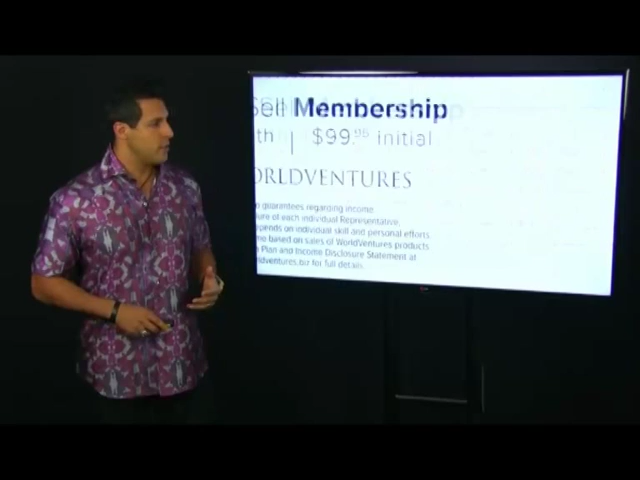 Sell Membership
th | $99.95 initial
ORLDVENTURES
guarantees regarding income
ure of each individual Representative,
epends on individual skill and personal efforts.
me based on sales of WorldVentures products
Plan and Income Disclosure Statement at
ldventures.biz for full details.